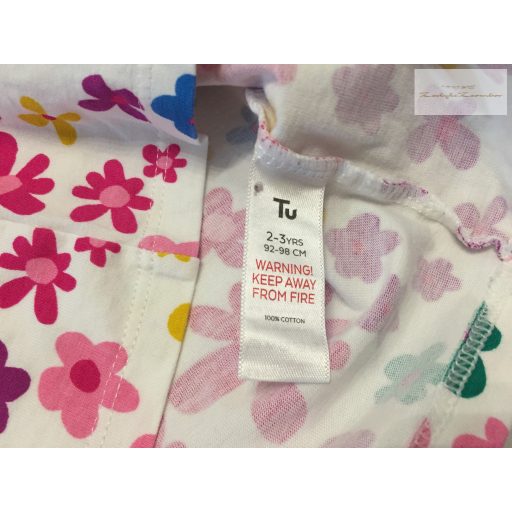 Tu
2-3YRS
92-98 CM
WARNING!
KEEP AWAY
FROM FIRE
100% COTTON